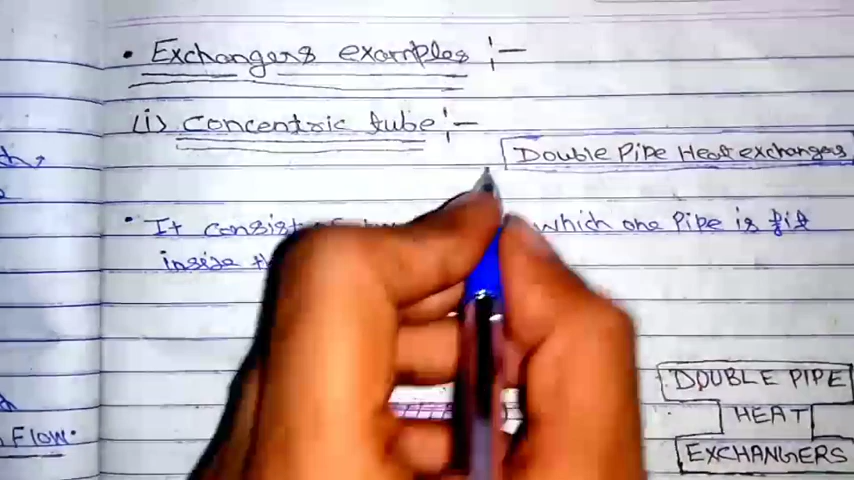 • Exchangers examples :-
(i) Concentric tube :-
Double Pipe Heat exchangers
• It consist of which one Pipe is fit
inside
DOUBLE PIPE
HEAT
EXCHANGERS
Flow.